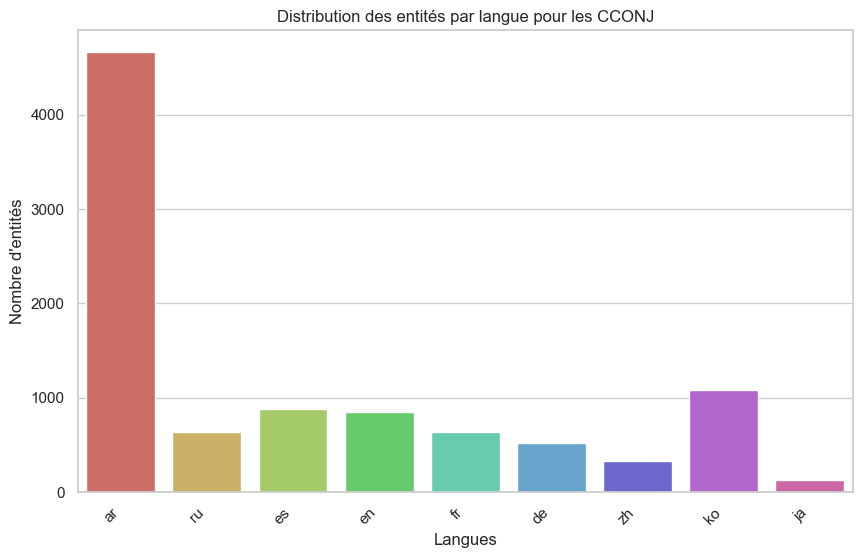 Distribution des entités par langue pour les CCONJ
Nombre d'entités
4000
3000
2000
1000
0
ar
ru
es
en
fr
de
zh
ko
ja
Langues